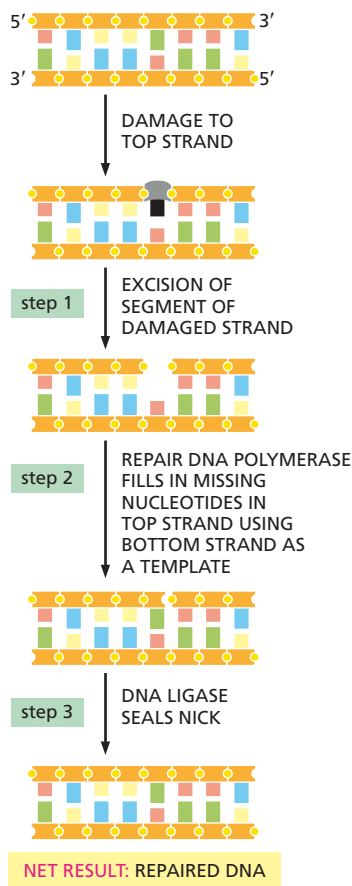 5′ 3′
3′ 5′
DAMAGE TO
TOP STRAND
step 1
EXCISION OF
SEGMENT OF
DAMAGED STRAND
step 2
REPAIR DNA POLYMERASE
FILLS IN MISSING
NUCLEOTIDES IN
TOP STRAND USING
BOTTOM STRAND AS
A TEMPLATE
step 3
DNA LIGASE
SEALS NICK
NET RESULT: REPAIRED DNA